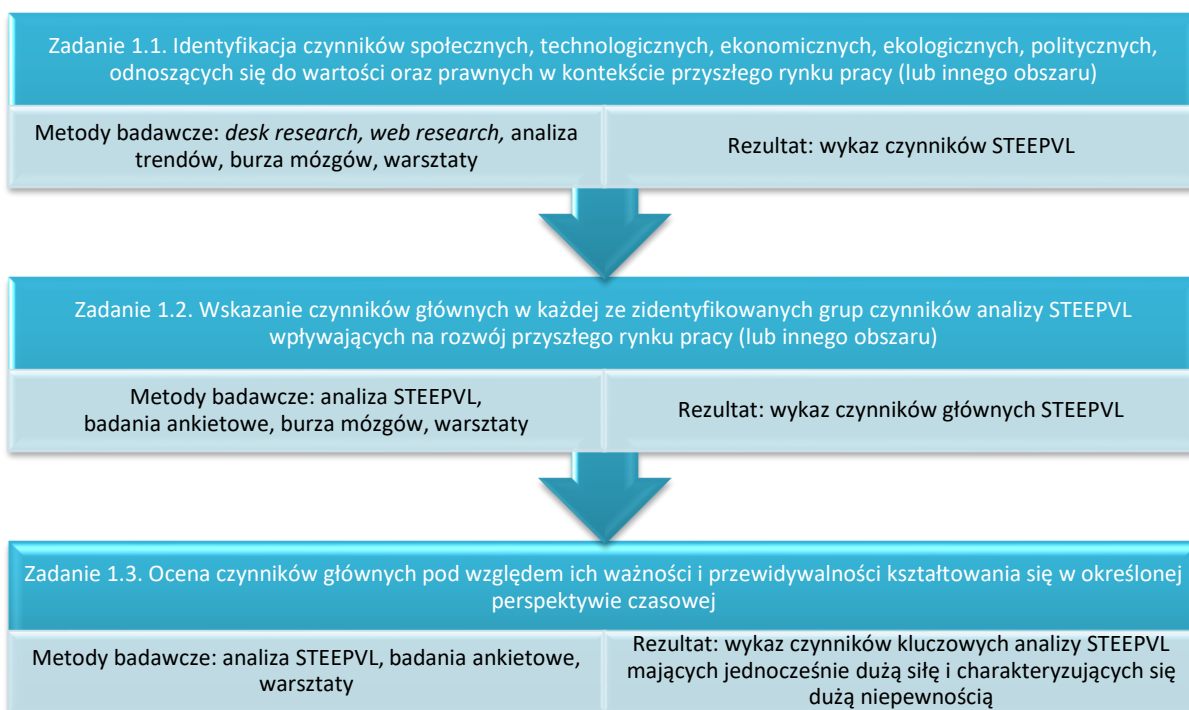 Zadanie 1.1. Identyfikacja czynników społecznych, technologicznych, ekonomicznych, ekologicznych, politycznych,
odnoszących się do wartości oraz prawnych w kontekście przyszłego rynku pracy (lub innego obszaru)
Metody badawcze: desk research, web research, analiza
trendów, burza mózgów, warsztaty
Rezultat: wykaz czynników STEEPVL
Zadanie 1.2. Wskazanie czynników głównych w każdej ze zidentyfikowanych grup czynników analizy STEEPVL
wpływających na rozwój przyszłego rynku pracy (lub innego obszaru)
Metody badawcze: analiza STEEPVL,
badania ankietowe, burza mózgów, warsztaty
Rezultat: wykaz czynników głównych STEEPVL
Zadanie 1.3. Ocena czynników głównych pod względem ich ważności i przewidywalności kształtowania się w określonej
perspektywie czasowej
Metody badawcze: analiza STEEPVL, badania ankietowe,
warsztaty
Rezultat: wykaz czynników kluczowych analizy STEEPVL
mających jednocześnie dużą siłę i charakteryzujących się
dużą niepewnością